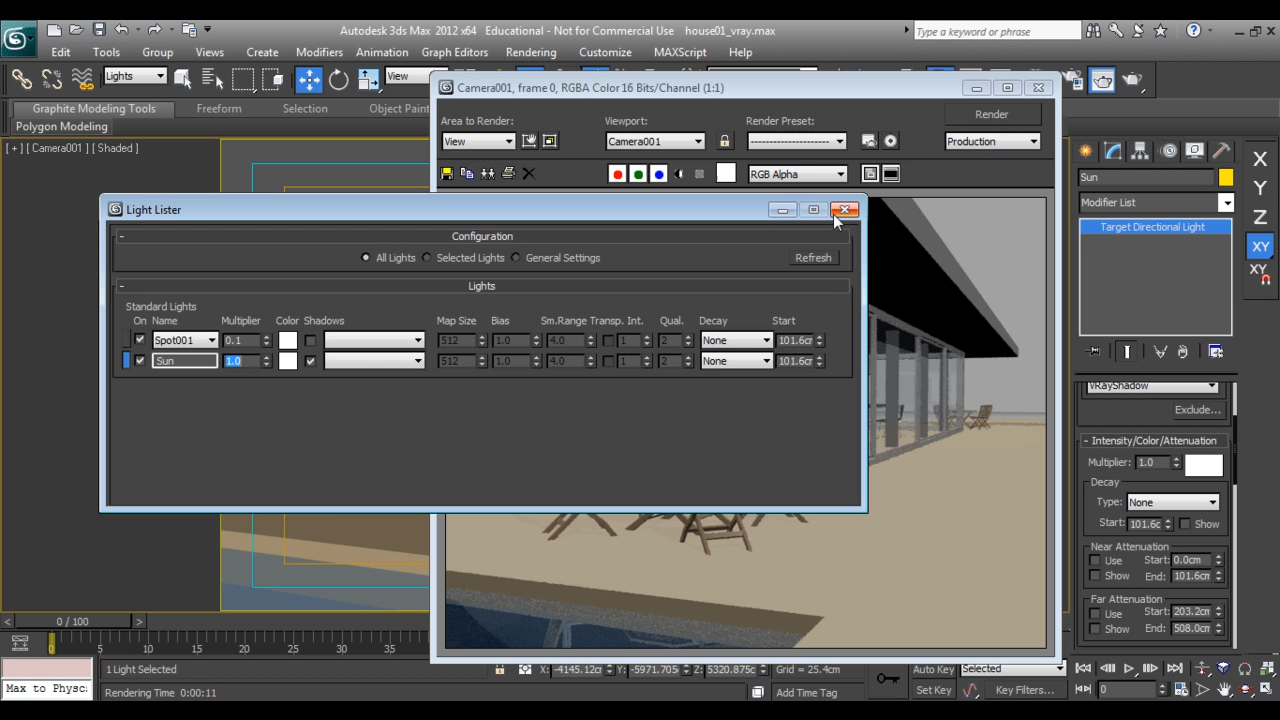 Autodesk 3ds Max 2012 x64 Educational - Not for Commercial Use house01_vray.max
Type a keyword or phrase
Edit Tools Group Views Create Modifiers Animation Graph Editors Rendering Customize MAXScript Help
Lights View
Camera001, frame 0, RGBA Color 16 Bits/Channel (1:1)
Graphite Modeling Tools Freeform Selection Object Paint
Polygon Modeling
Area to Render: Viewport: Render Preset: Render
View Camera001 Production
RGB Alpha
[ + ] [ Camera001 ] [ Shaded ]
Light Lister
- Configuration
All Lights Selected Lights General Settings Refresh
- Lights
Standard Lights
On Name Multiplier Color Shadows Map Size Bias Sm.Range Transp. Int. Qual. Decay Start
Spot001 0.1 512 1.0 4.0 1 2 None 101.6cr
Sun 1.0 512 1.0 4.0 1 2 None 101.6cr
X
Y
Z
XY
XY
Sun
Modifier List
Target Directional Light
VRayShadow
Exclude...
- Intensity/Color/Attenuation
Multiplier: 1.0
Decay
Type: None
Start: 101.6c Show
Near Attenuation
Use Start: 0.0cm
Show End: 101.6cm
Far Attenuation
Use Start: 203.2cm
Show End: 508.0cm
< 0 / 100 >
0 5 10 15 20 25 30 35
1 Light Selected X: -4145.12cm Y: -5971.705 Z: 5320.875c Grid = 25.4cm Auto Key Selected
Max to Physc. Rendering Time 0:00:11 Add Time Tag Set Key Key Filters... 0